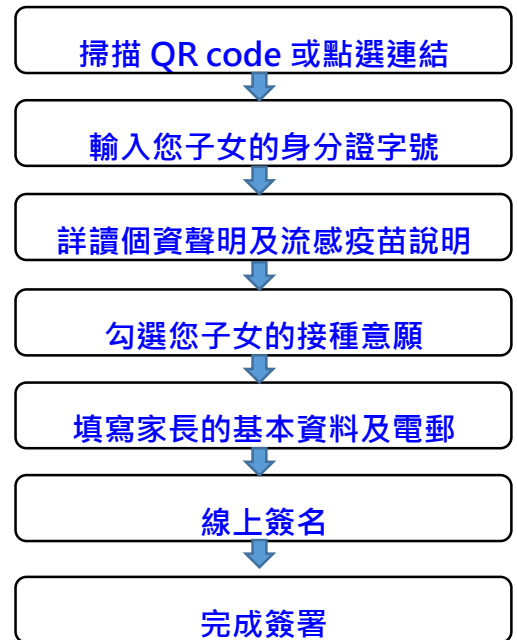 掃描 QR code 或點選連結
輸入您子女的身分證字號
詳讀個資聲明及流感疫苗說明
勾選您子女的接種意願
填寫家長的基本資料及電郵
線上簽名
完成簽署